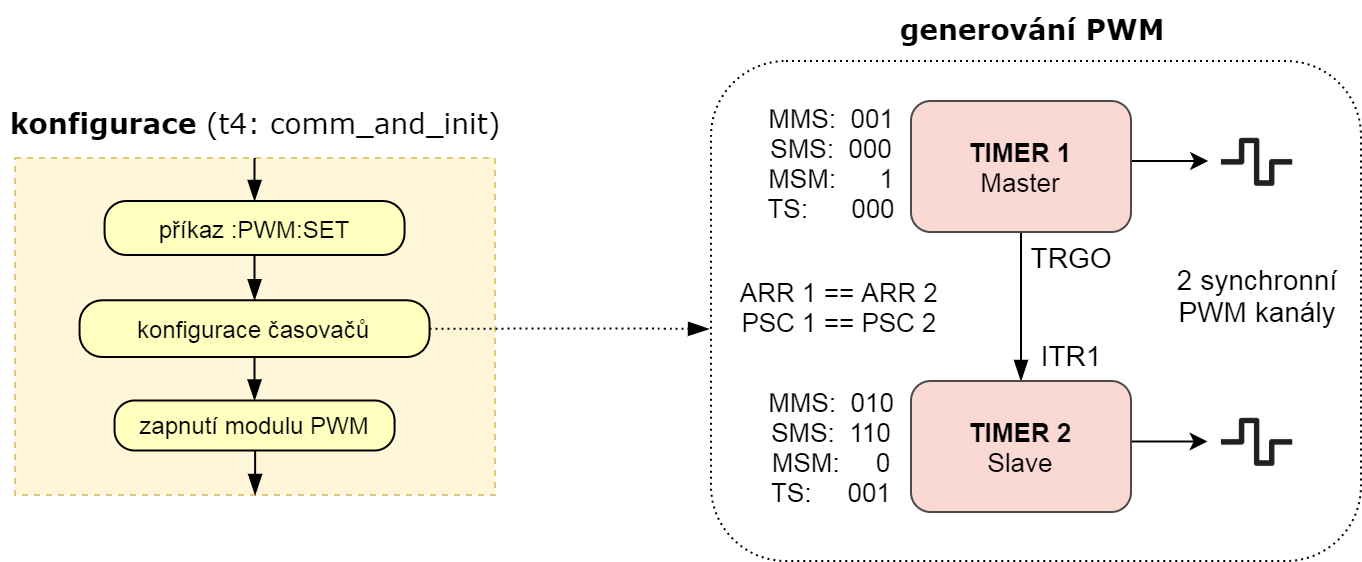 konfigurace (t4: comm_and_init)
příkaz :PWM:SET
konfigurace časovačů
zapnutí modulu PWM
generování PWM
MMS: 001
SMS: 000
MSM: 1
TS: 000
TIMER 1
Master
TRGO
ARR 1 == ARR 2
PSC 1 == PSC 2
2 synchronní
PWM kanály
ITR1
MMS: 010
SMS: 110
MSM: 0
TS: 001
TIMER 2
Slave